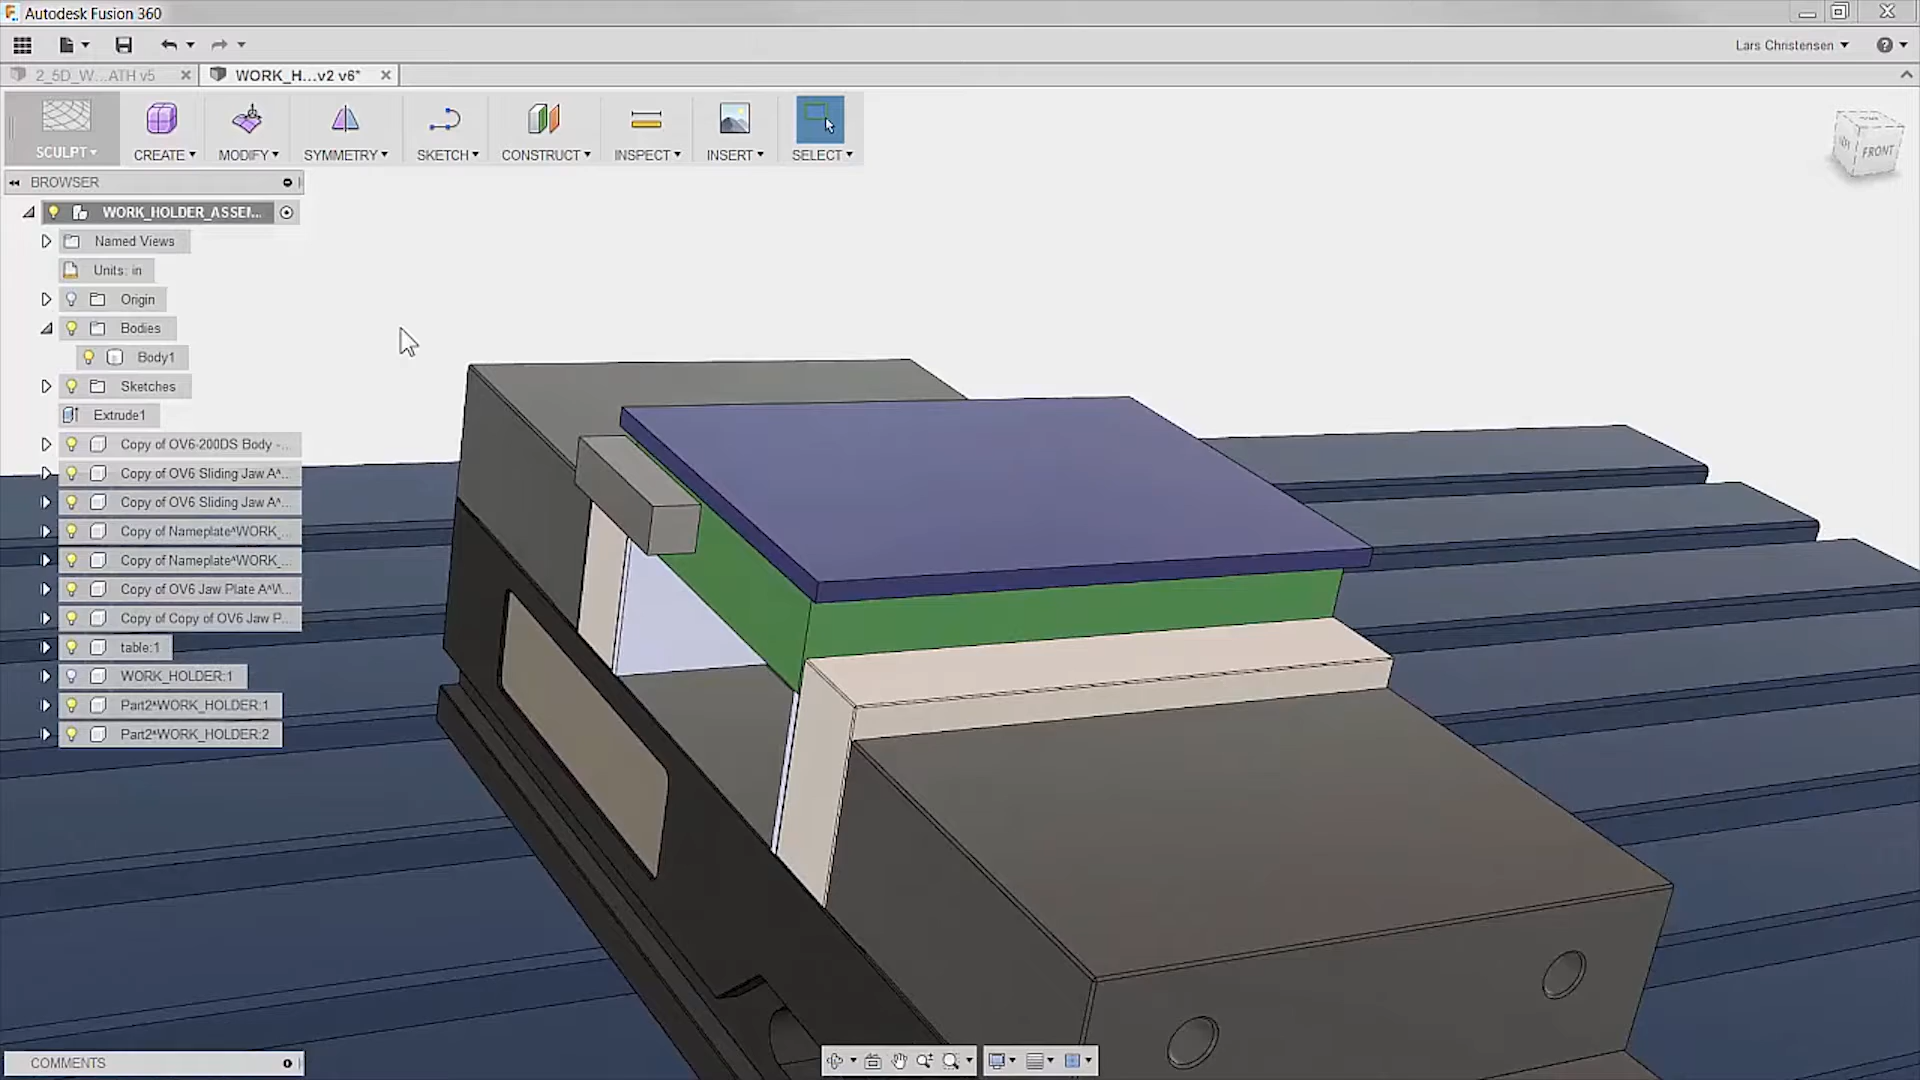 Autodesk Fusion 360
Lars Christensen
2_5D_W...ATH v5
WORK_H...v2 v6*
SCULPT
CREATE
MODIFY
SYMMETRY
SKETCH
CONSTRUCT
INSPECT
INSERT
SELECT
FRONT
BROWSER
WORK_HOLDER_ASSEM...
Named Views
Units: in
Origin
Bodies
Body1
Sketches
Extrude1
Copy of OV6-200DS Body -...
Copy of OV6 Sliding Jaw A^...
Copy of OV6 Sliding Jaw A^...
Copy of Nameplate^WORK_...
Copy of Nameplate^WORK_...
Copy of OV6 Jaw Plate A^W...
Copy of Copy of OV6 Jaw P...
table:1
WORK_HOLDER:1
Part2^WORK_HOLDER:1
Part2^WORK_HOLDER:2
COMMENTS